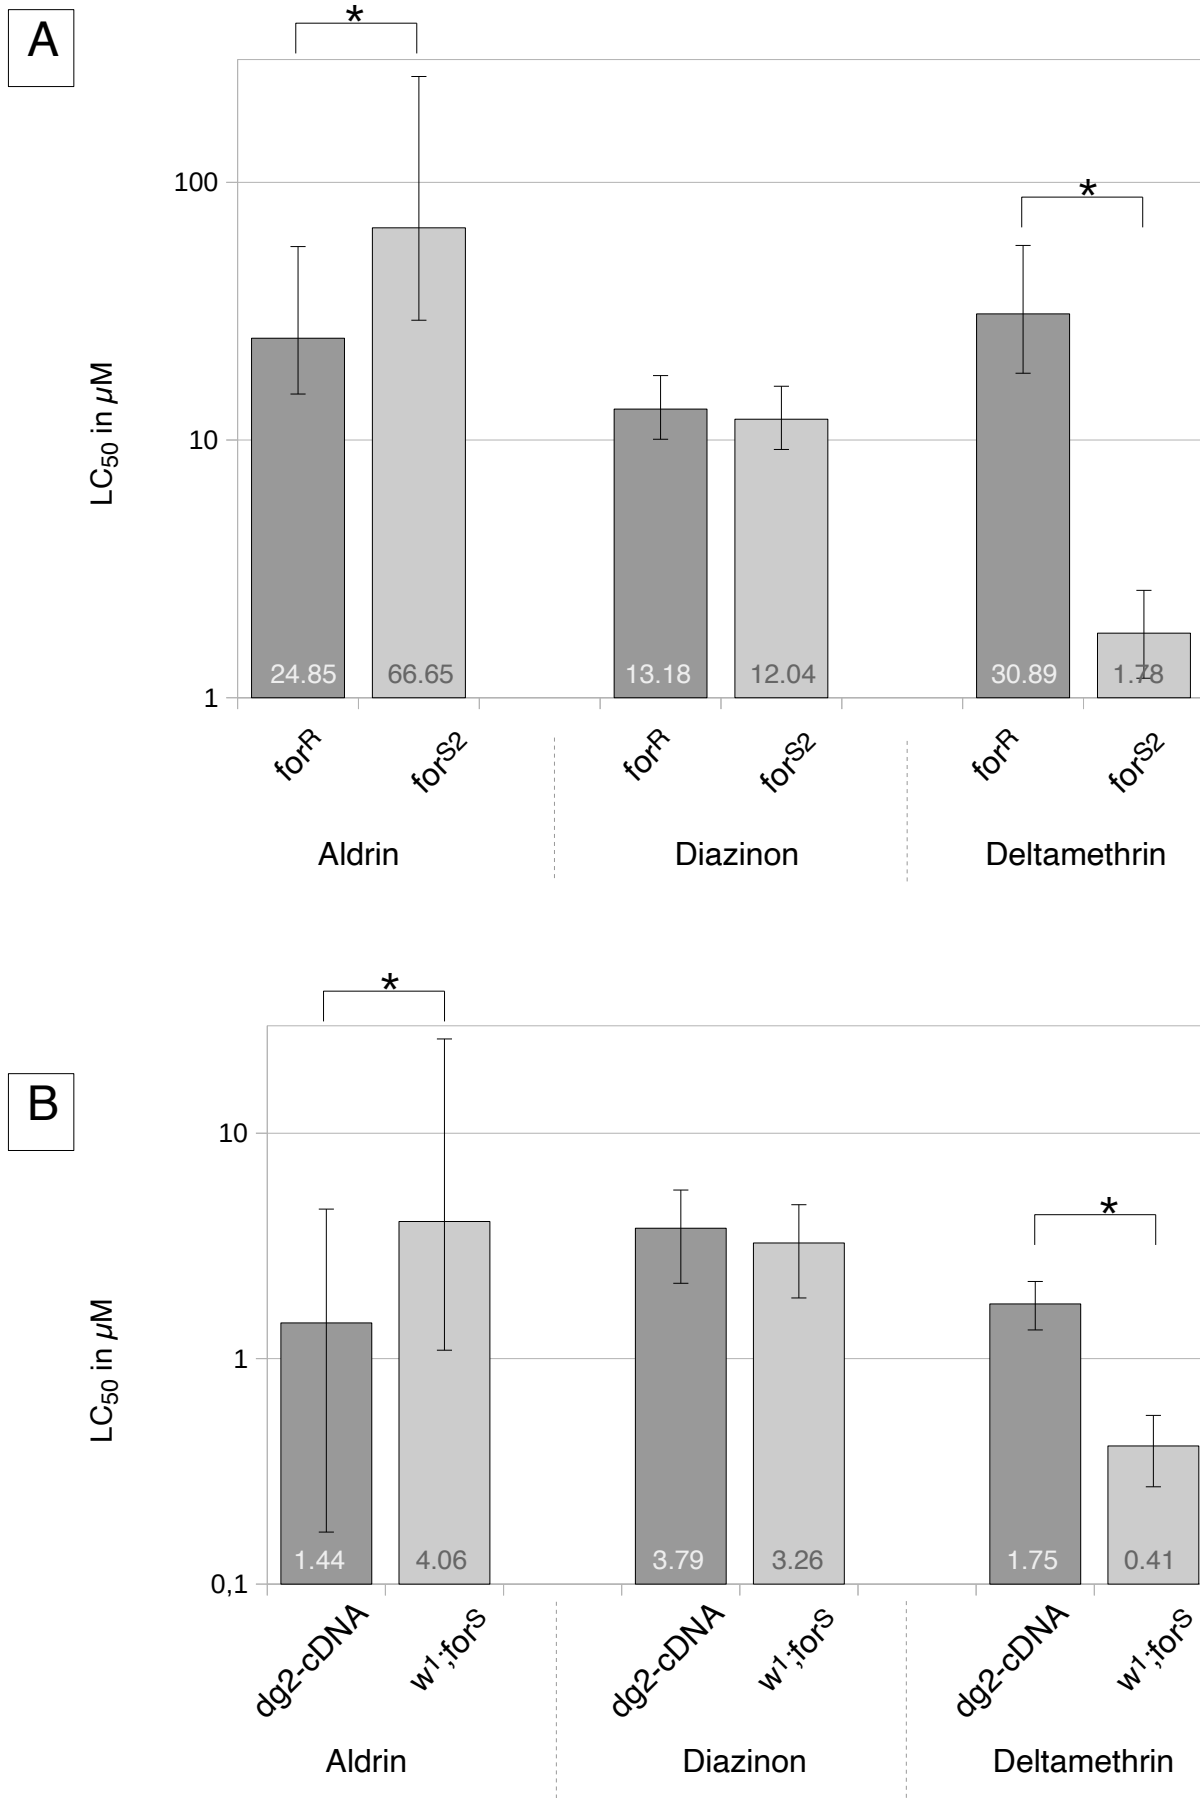 A
*
*
100
10
1
LC50 in µM
24.85 66.65 13.18 12.04 30.89 1.78
forR forS2 forR forS2 forR forS2
Aldrin Diazinon Deltamethrin
B
*
*
10
1
0,1
LC50 in µM
1.44 4.06 3.79 3.26 1.75 0.41
dg2-cDNA w1;forS dg2-cDNA w1;forS dg2-cDNA w1;forS
Aldrin Diazinon Deltamethrin